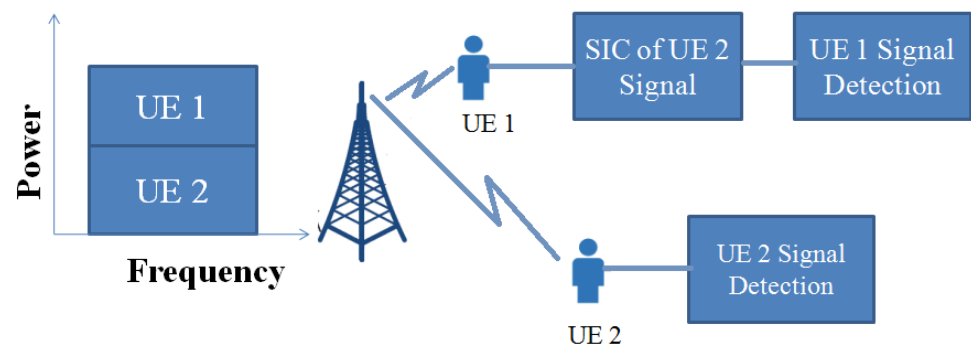 Power
UE 1
UE 2
Frequency
UE 1
SIC of UE 2
Signal
UE 1 Signal
Detection
UE 2
UE 2 Signal
Detection